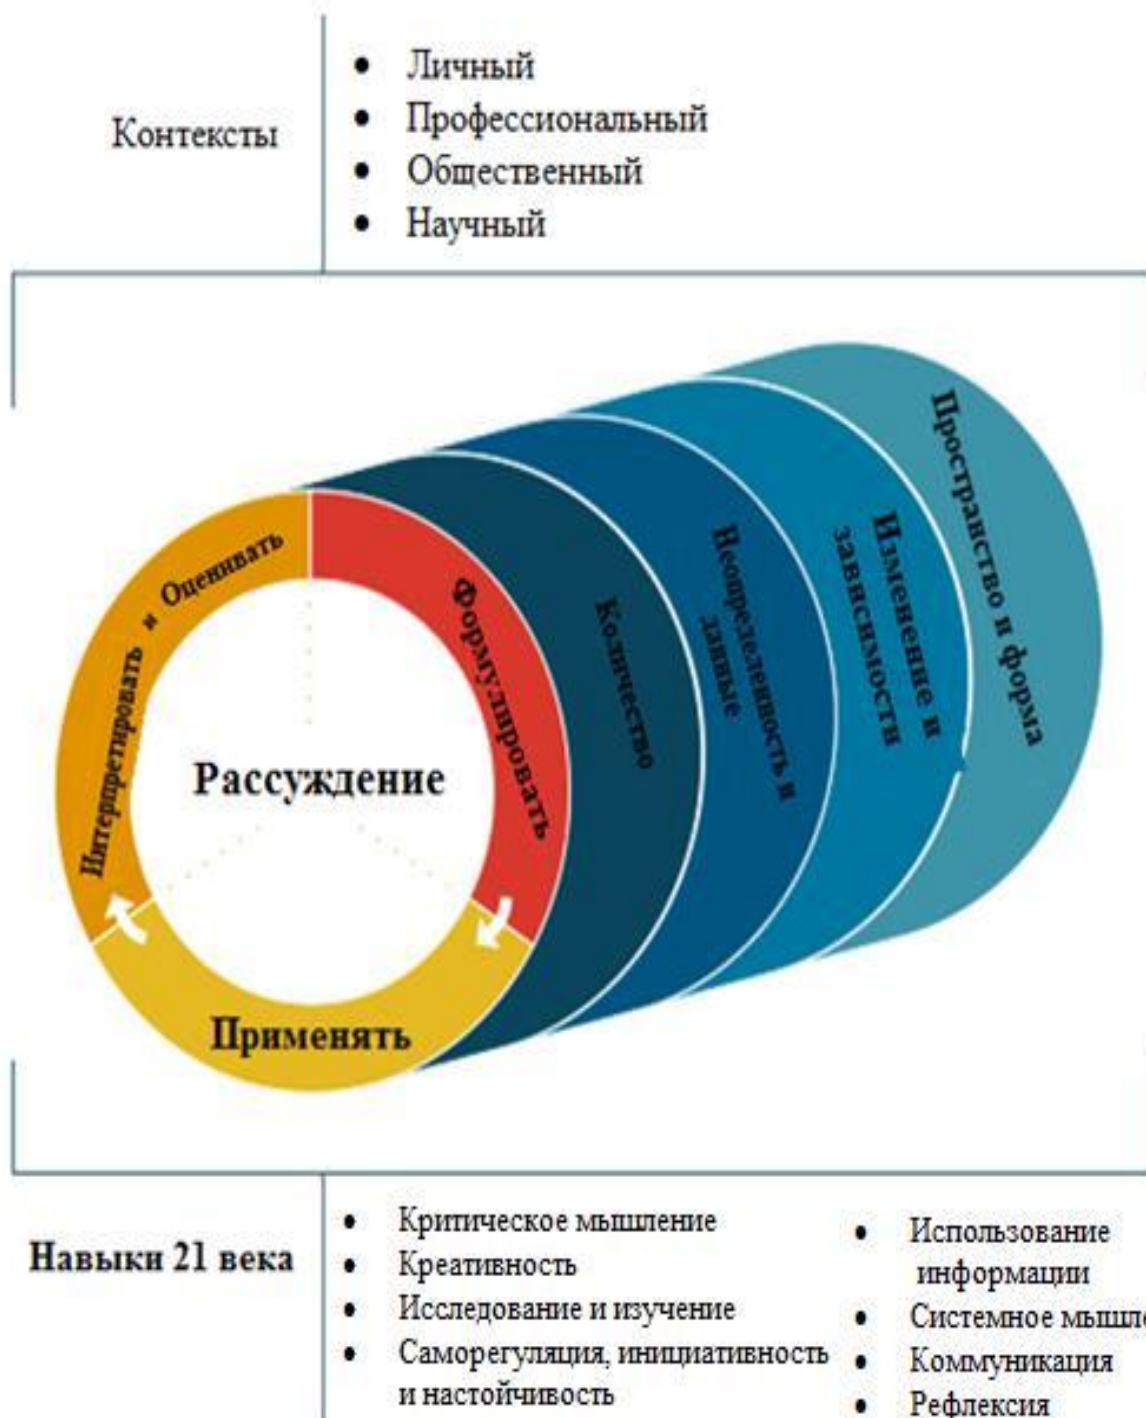 Контексты
Личный
Профессиональный
Общественный
Научный
Пространство и форма
Изменение и
зависимости
Неопределенность и
данные
Количество
Формулировать
Интерпретировать и Оценивать
Рассуждение
Применять
Навыки 21 века
Критическое мышление
Креативность
Исследование и изучение
Саморегуляция, инициативность
и настойчивость
Использование
информации
Системное
Коммуникация
Рефлексия